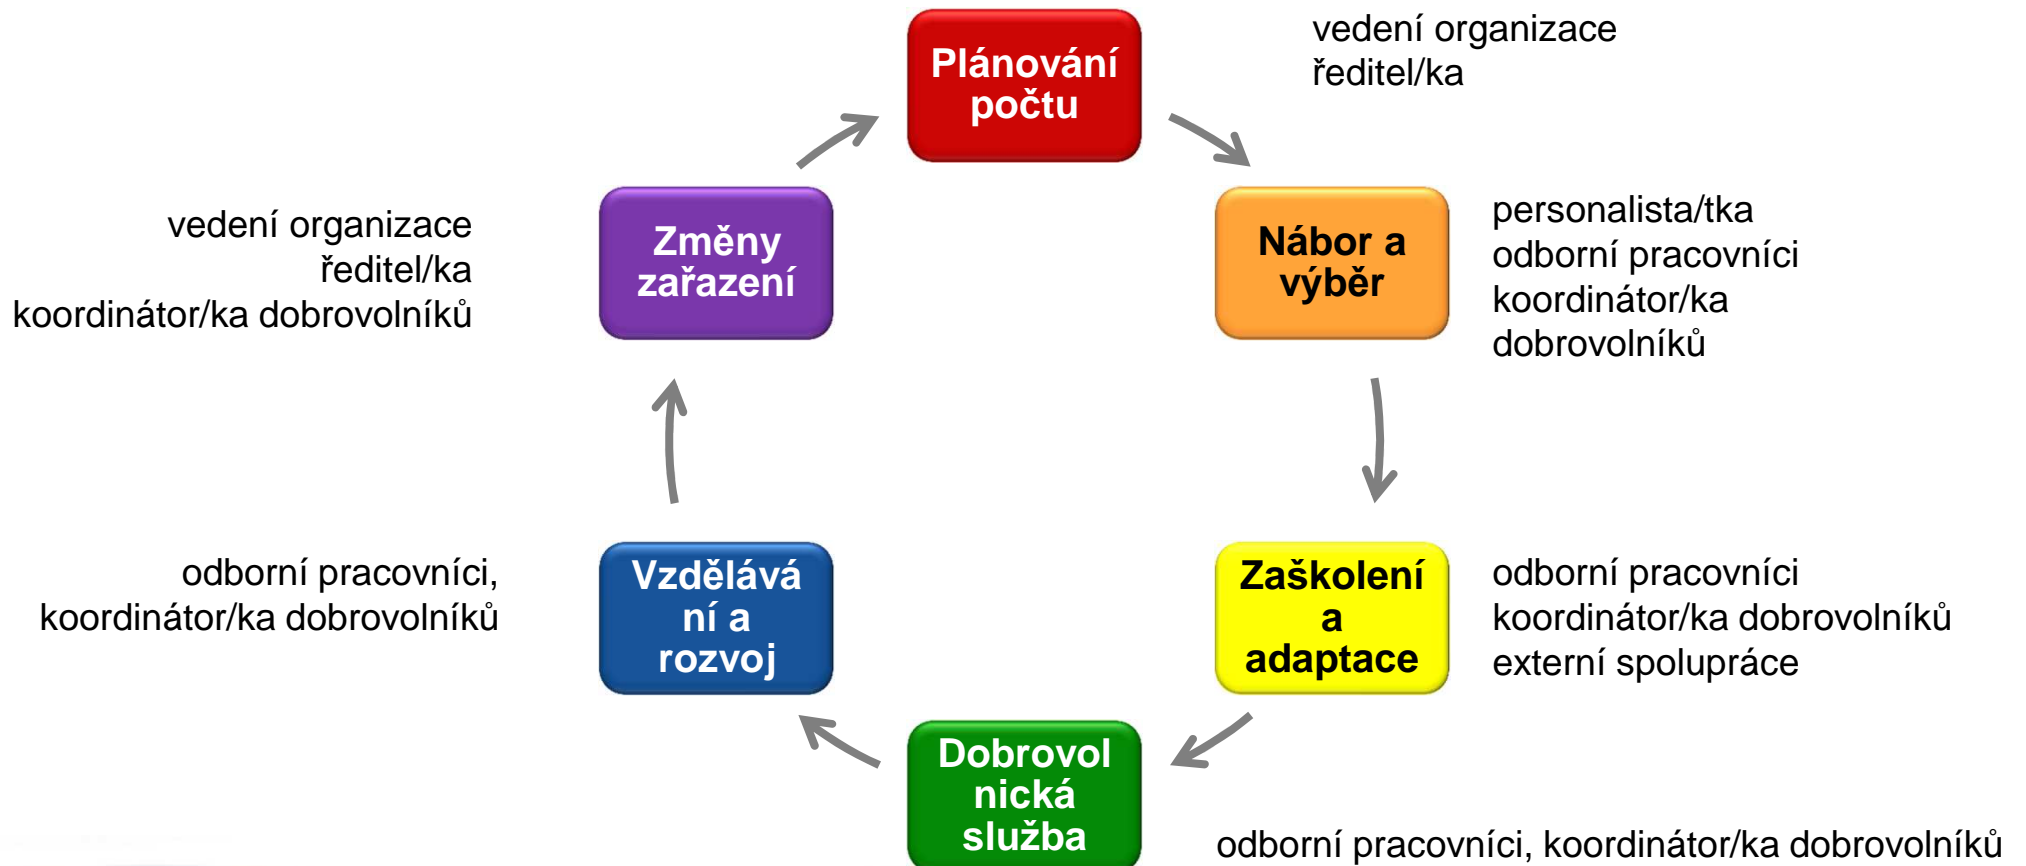 Plánování
počtu
vedení organizace
ředitel/ka
Nábor a
výběr
personalista/tka
odborní pracovníci
koordinátor/ka
dobrovolníků
Zaškolení
a
adaptace
odborní pracovníci
koordinátor/ka dobrovolníků
externí spolupráce
Dobrovol
nická
služba
odborní pracovníci, koordinátor/ka dobrovolníků
Vzdělává
ní a
rozvoj
odborní pracovníci,
koordinátor/ka dobrovolníků
Změny
zařazení
vedení organizace
ředitel/ka
koordinátor/ka dobrovolníků